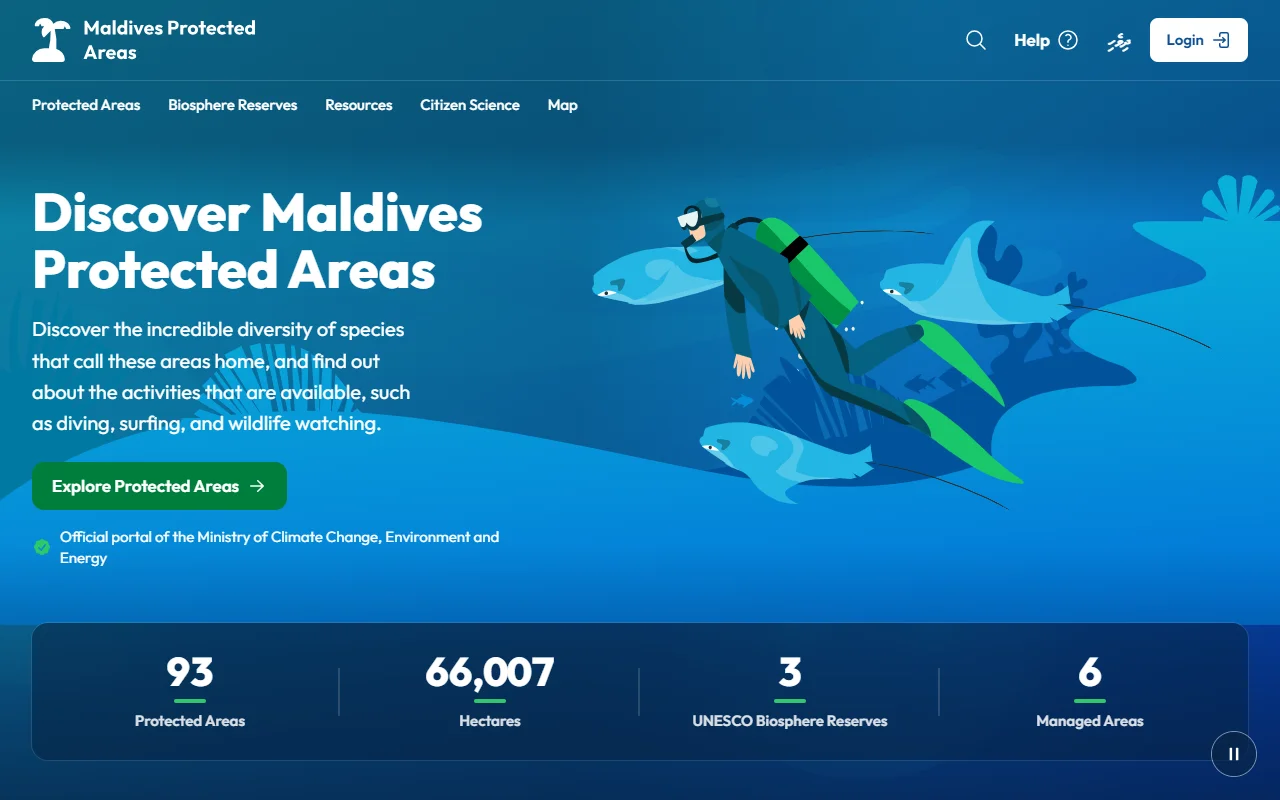 Maldives Protected
Areas
Help
ދިވެހި
Login
Protected Areas
Biosphere Reserves
Resources
Citizen Science
Map
Discover Maldives
Protected Areas
Discover the incredible diversity of species
that call these areas home, and find out
about the activities that are available, such
as diving, surfing, and wildlife watching.
Explore Protected Areas
Official portal of the Ministry of Climate Change, Environment and
Energy
93
Protected Areas
66,007
Hectares
3
UNESCO Biosphere Reserves
6
Managed Areas